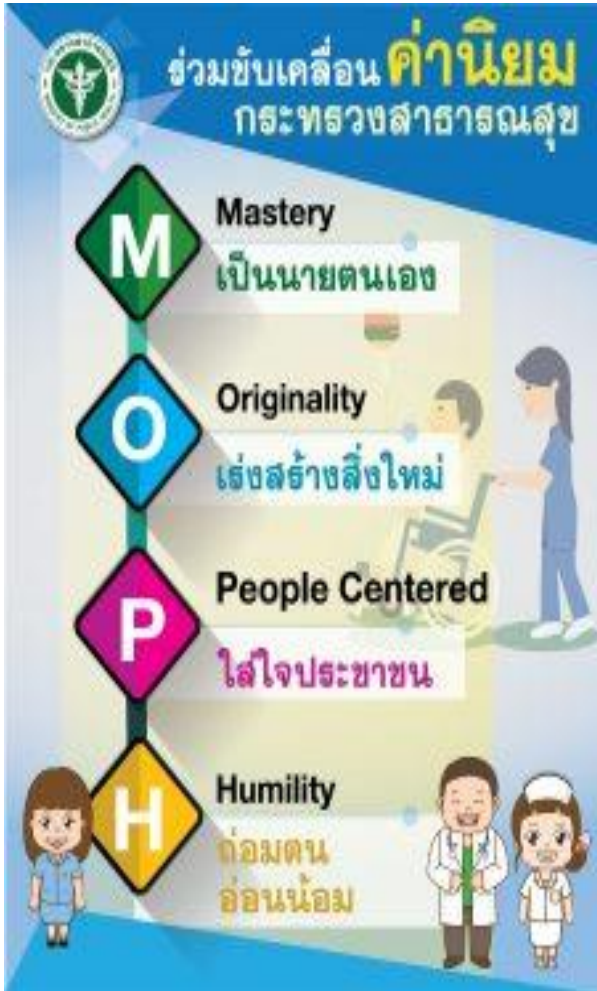 ร่วมขับเคลื่อน ค่านิยม
กระทรวงสาธารณสุข
M
Mastery
เป็นนายตนเอง
O
Originality
เร่งสร้างสิ่งใหม่
P
People Centered
ใส่ใจประชาชน
H
Humility
ถ่อมตน
อ่อนน้อม